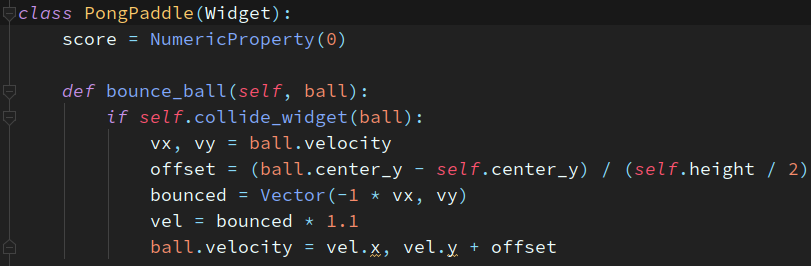 class PongPaddle(Widget):
    score = NumericProperty(0)

    def bounce_ball(self, ball):
        if self.collide_widget(ball):
            vx, vy = ball.velocity
            offset = (ball.center_y - self.center_y) / (self.height / 2)
            bounced = Vector(-1 * vx, vy)
            vel = bounced * 1.1
            ball.velocity = vel.x, vel.y + offset